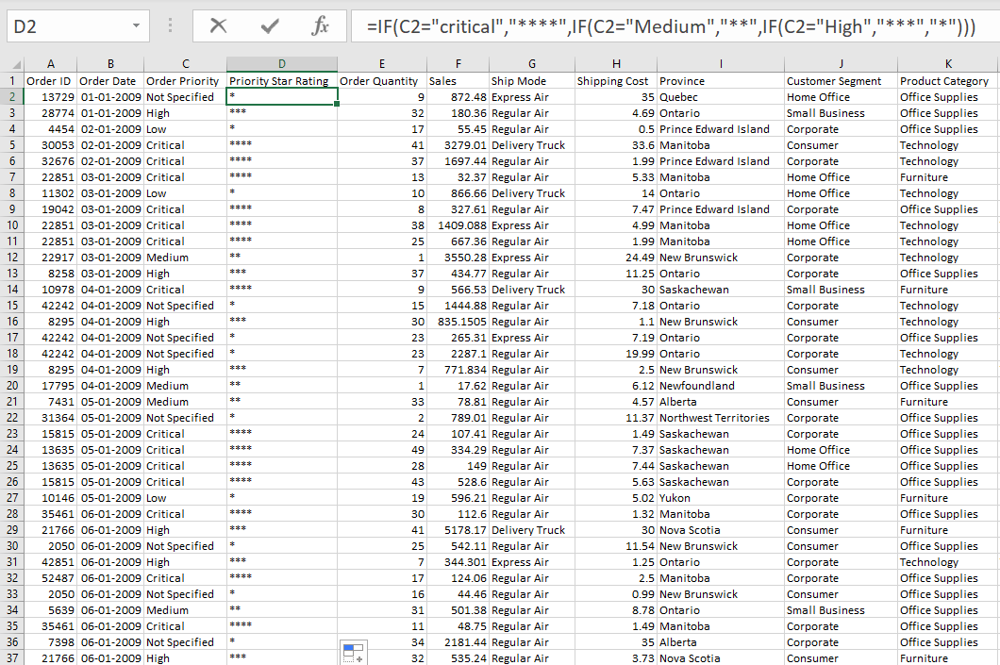 D2 fx =IF(C2="critical","****",IF(C2="Medium","**",IF(C2="High","***","*")))
A B C D E F G H I J K
1 Order ID Order Date Order Priority Priority Star Rating Order Quantity Sales Ship Mode Shipping Cost Province Customer Segment Product Category
2 13729 01-01-2009 Not Specified * 9 872.48 Express Air 35 Quebec Home Office Office Supplies
3 28774 01-01-2009 High *** 32 180.36 Regular Air 4.69 Ontario Small Business Office Supplies
4 4454 02-01-2009 Low * 17 55.45 Regular Air 0.5 Prince Edward Island Corporate Office Supplies
5 30053 02-01-2009 Critical **** 41 3279.01 Delivery Truck 33.6 Manitoba Consumer Technology
6 32676 02-01-2009 Critical **** 37 1697.44 Regular Air 1.99 Prince Edward Island Corporate Technology
7 22851 03-01-2009 Critical **** 13 32.37 Regular Air 5.33 Manitoba Home Office Furniture
8 11302 03-01-2009 Low * 10 866.66 Delivery Truck 14 Ontario Home Office Technology
9 19042 03-01-2009 Critical **** 8 327.61 Regular Air 7.47 Prince Edward Island Corporate Office Supplies
10 22851 03-01-2009 Critical **** 38 1409.088 Express Air 4.99 Manitoba Home Office Technology
11 22851 03-01-2009 Critical **** 25 667.36 Regular Air 1.99 Manitoba Home Office Technology
12 22917 03-01-2009 Medium ** 1 3550.28 Express Air 24.49 New Brunswick Corporate Technology
13 8258 03-01-2009 High *** 37 434.77 Regular Air 11.25 Ontario Corporate Office Supplies
14 10978 04-01-2009 Critical **** 9 566.53 Delivery Truck 30 Saskachewan Small Business Furniture
15 42242 04-01-2009 Not Specified * 15 1444.88 Regular Air 7.18 Ontario Corporate Technology
16 8295 04-01-2009 High *** 30 835.1505 Regular Air 1.1 New Brunswick Consumer Technology
17 42242 04-01-2009 Not Specified * 23 265.31 Express Air 7.19 Ontario Corporate Office Supplies
18 42242 04-01-2009 Not Specified * 23 2287.1 Regular Air 19.99 Ontario Corporate Technology
19 8295 04-01-2009 High *** 7 771.834 Regular Air 2.5 New Brunswick Consumer Technology
20 17795 04-01-2009 Medium ** 1 17.62 Regular Air 6.12 Newfoundland Small Business Office Supplies
21 7431 05-01-2009 Medium ** 33 78.81 Regular Air 4.57 Alberta Consumer Furniture
22 31364 05-01-2009 Not Specified * 2 789.01 Regular Air 11.37 Northwest Territories Corporate Office Supplies
23 15815 05-01-2009 Critical **** 24 107.41 Regular Air 1.49 Saskachewan Corporate Office Supplies
24 13635 05-01-2009 Critical **** 49 334.29 Regular Air 7.37 Saskachewan Home Office Office Supplies
25 13635 05-01-2009 Critical **** 28 149 Regular Air 7.44 Saskachewan Home Office Office Supplies
26 15815 05-01-2009 Critical **** 43 528.6 Regular Air 5.63 Saskachewan Corporate Office Supplies
27 10146 05-01-2009 Low * 19 596.21 Regular Air 5.02 Yukon Corporate Furniture
28 35461 06-01-2009 Critical **** 30 112.6 Regular Air 1.32 Manitoba Corporate Office Supplies
29 21766 06-01-2009 High *** 41 5178.17 Delivery Truck 30 Nova Scotia Consumer Furniture
30 2050 06-01-2009 Not Specified * 25 542.11 Regular Air 11.54 New Brunswick Consumer Office Supplies
31 42851 06-01-2009 High *** 7 344.301 Express Air 1.25 Ontario Corporate Technology
32 52487 06-01-2009 Critical **** 17 124.06 Regular Air 2.5 Manitoba Corporate Office Supplies
33 2050 06-01-2009 Not Specified * 16 44.46 Regular Air 0.99 New Brunswick Consumer Office Supplies
34 5639 06-01-2009 Medium ** 31 501.38 Regular Air 8.78 Ontario Small Business Office Supplies
35 35461 06-01-2009 Critical **** 11 48.75 Regular Air 1.49 Manitoba Corporate Office Supplies
36 7398 06-01-2009 Not Specified * 34 2181.44 Regular Air 35 Alberta Corporate Office Supplies
37 21766 06-01-2009 High *** 32 535.24 Regular Air 3.73 Nova Scotia Consumer Furniture